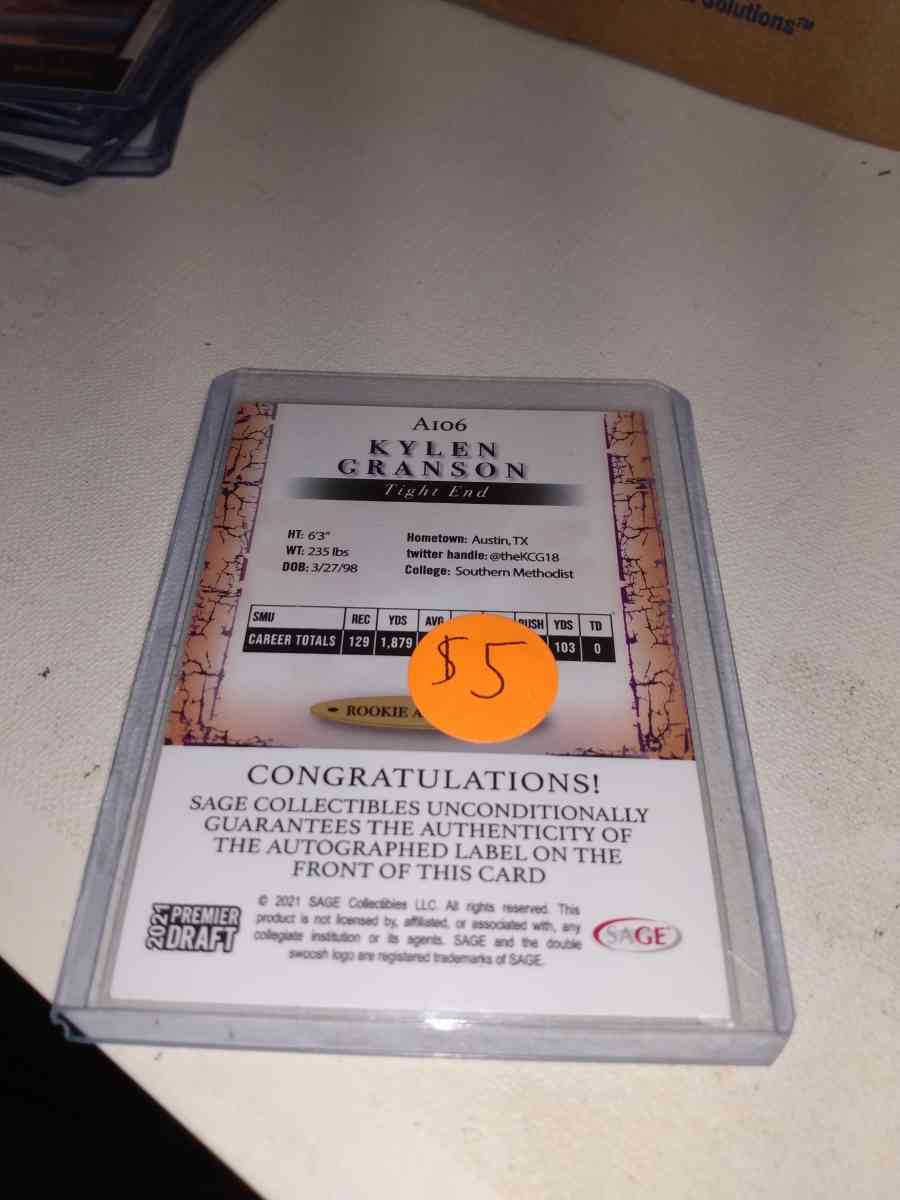 Solutions™
A106
KYLEN
GRANSON
Tight End
HT: 6'3"
WT: 235 lbs
DOB: 3/27/98
Hometown: Austin, TX
twitter handle: @theKCG18
College: Southern Methodist
SMU REC YDS AVG YDS TD
CAREER TOTALS 129 1,879 103 0
$5
ROOKIE
CONGRATULATIONS!
SAGE COLLECTIBLES UNCONDITIONALLY
GUARANTEES THE AUTHENTICITY OF
THE AUTOGRAPHED LABEL ON THE
FRONT OF THIS CARD
2021 PREMIER
DRAFT
© 2021 SAGE Collectibles LLC. All rights reserved. This
product is not licensed by, affiliated, or associated with, any
collegiate institution or its agents. SAGE and the double
swoosh logo are registered trademarks of SAGE.
SAGE